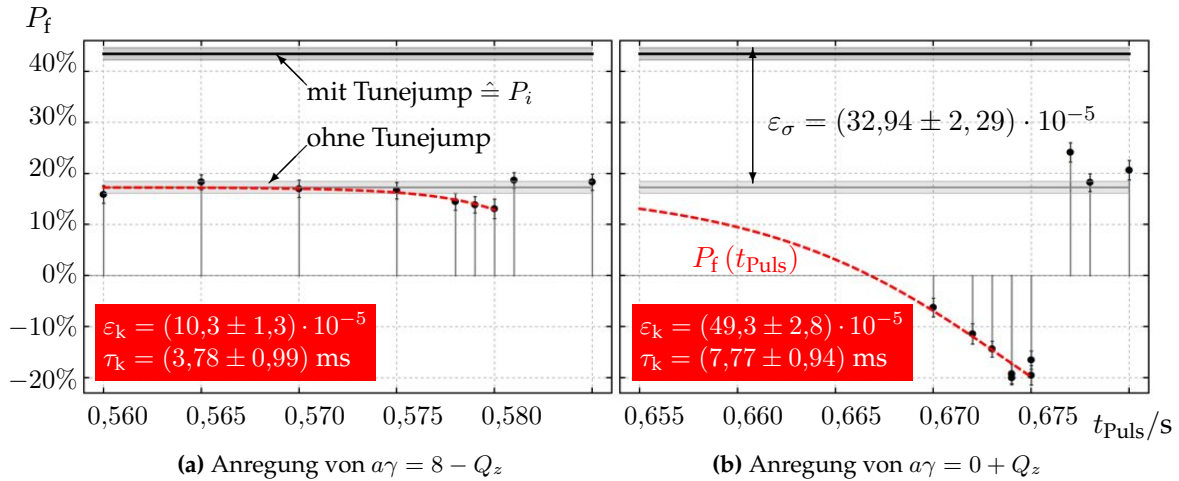 P_f
40%
30%
20%
10%
0%
−10%
−20%
mit Tunejump ≙ P_i
ohne Tunejump
ε_k = (10,3 ± 1,3) · 10^−5
τ_k = (3,78 ± 0,99) ms
0,560 0,565 0,570 0,575 0,580
(a) Anregung von aγ = 8 − Q_z
ε_σ = (32,94 ± 2, 29) · 10^−5
P_f (t_Puls)
ε_k = (49,3 ± 2,8) · 10^−5
τ_k = (7,77 ± 0,94) ms
0,655 0,660 0,665 0,670 0,675 t_Puls/s
(b) Anregung von aγ = 0 + Q_z